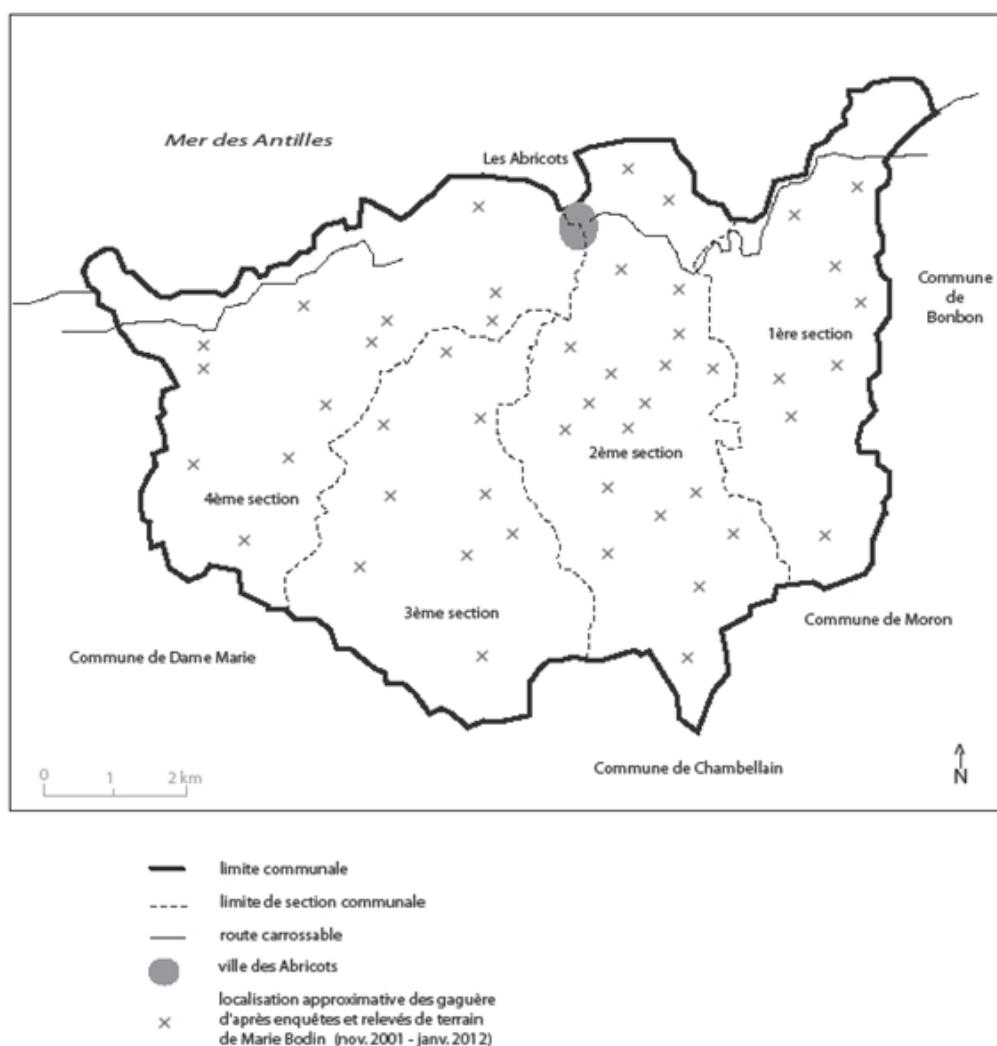 Mer des Antilles
Les Abricots
Commune
de
Bonbon
1ère section
2ème section
4ème section
3ème section
Commune de Moron
Commune de Dame Marie
Commune de Chambellain
0 1 2 km
N
limite communale
limite de section communale
route carrossable
ville des Abricots
localisation approximative des gaguère
d'après enquêtes et relevés de terrain
de Marie Bodin (nov. 2001 - janv. 2012)